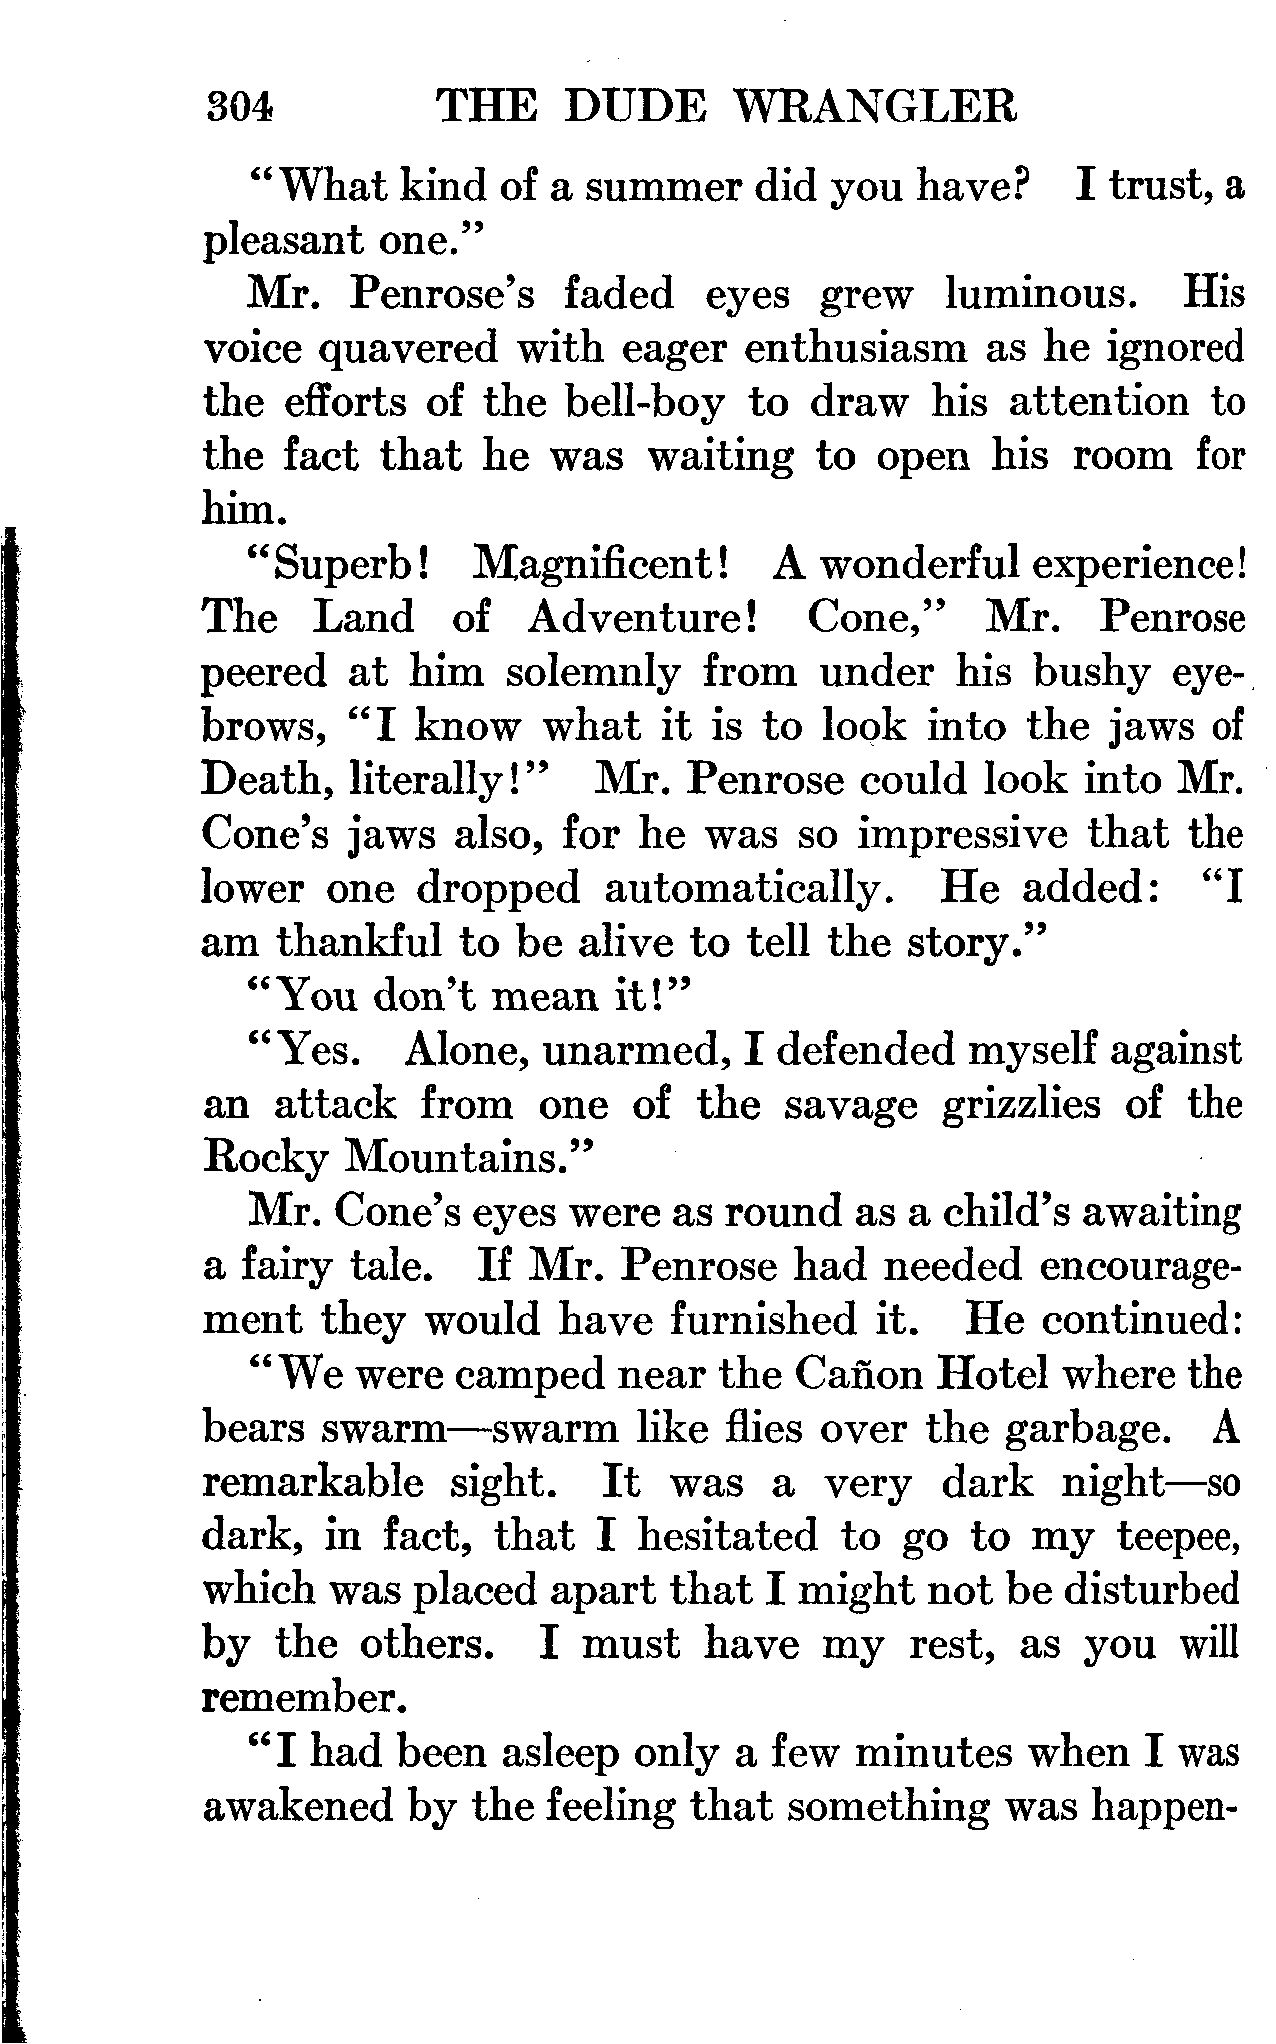 304 THE DUDE WRANGLER
“What kind of a summer did you have? I trust, a
pleasant one.”
Mr. Penrose’s faded eyes grew luminous. His
voice quavered with eager enthusiasm as he ignored
the efforts of the bell-boy to draw his attention to
the fact that he was waiting to open his room for
him.
“Superb! Magnificent! A wonderful experience!
The Land of Adventure! Cone,” Mr. Penrose
peered at him solemnly from under his bushy eye-
brows, “I know what it is to look into the jaws of
Death, literally!” Mr. Penrose could look into Mr.
Cone’s jaws also, for he was so impressive that the
lower one dropped automatically. He added: “I
am thankful to be alive to tell the story.”
“You don’t mean it!”
“Yes. Alone, unarmed, I defended myself against
an attack from one of the savage grizzlies of the
Rocky Mountains.”
Mr. Cone’s eyes were as round as a child’s awaiting
a fairy tale. If Mr. Penrose had needed encourage-
ment they would have furnished it. He continued:
“We were camped near the Cañon Hotel where the
bears swarm—swarm like flies over the garbage. A
remarkable sight. It was a very dark night—so
dark, in fact, that I hesitated to go to my teepee,
which was placed apart that I might not be disturbed
by the others. I must have my rest, as you will
remember.
“I had been asleep only a few minutes when I was
awakened by the feeling that something was happen-